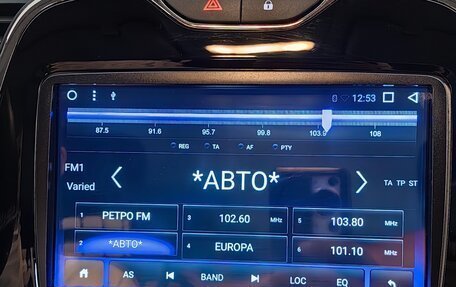 12:53
87.5 91.6 95.7 99.8 103.9 108
REG TA AF PTY
FM1
Varied
*АВТО*
TA TP ST
1 РЕТРО FM 3 102.60 MHz 5 103.80 MHz
2 *АВТО* 4 EUROPA 6 101.10 MHz
AS BAND LOC EQ